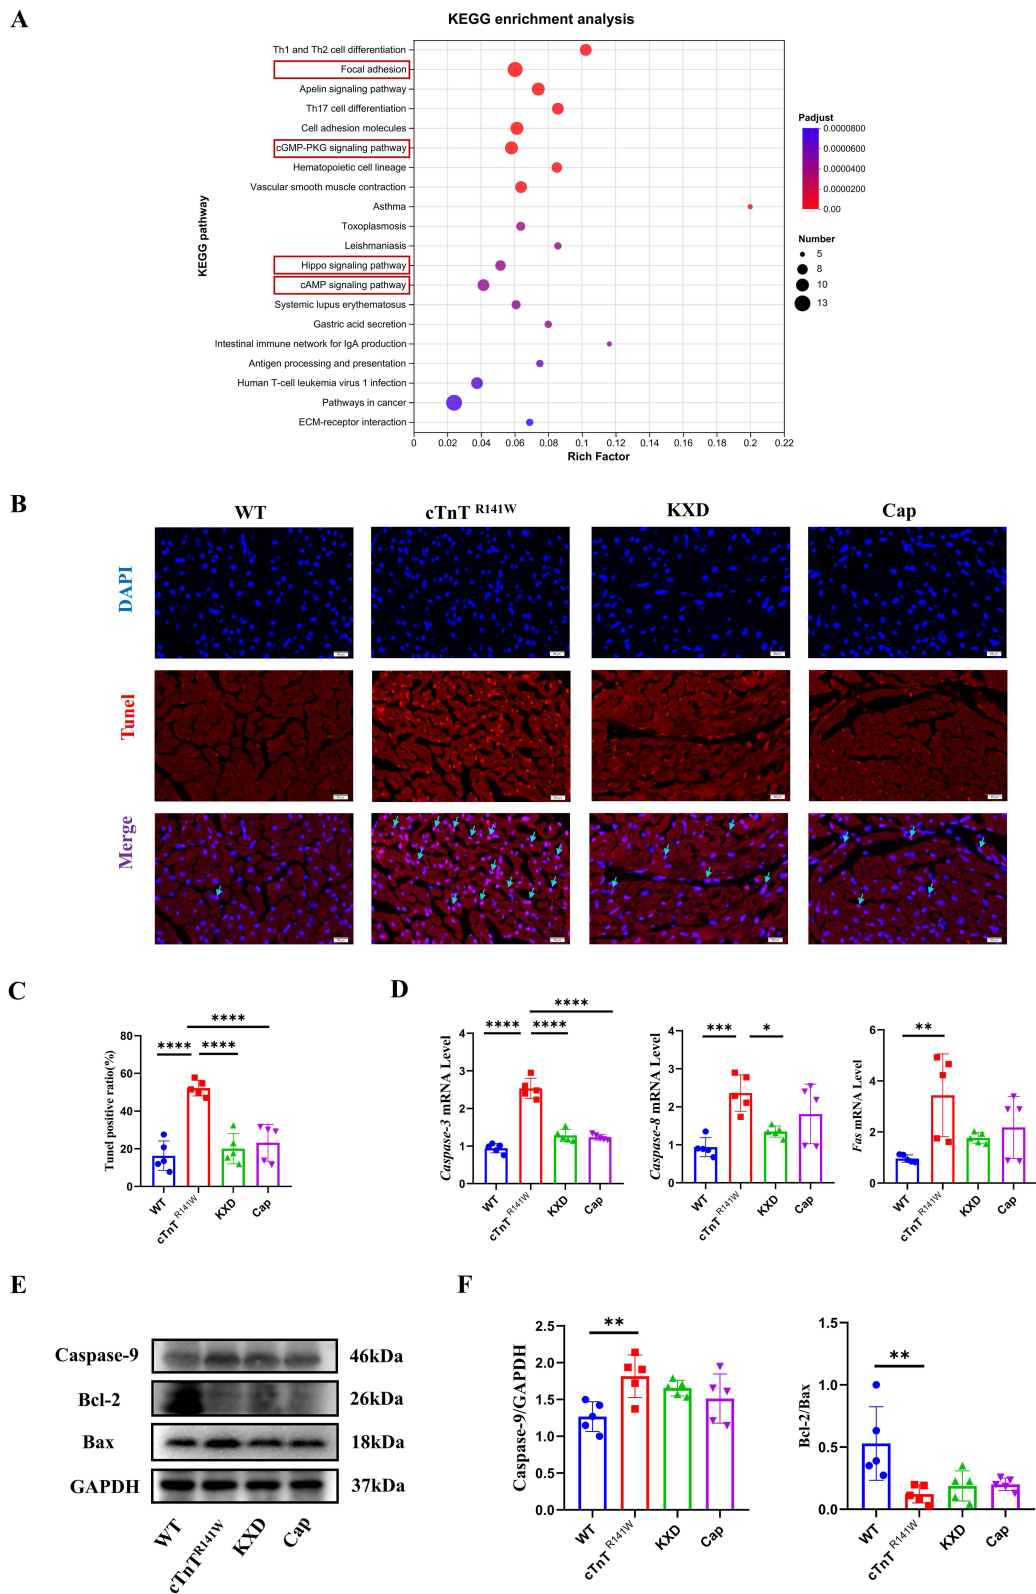 A
KEGG enrichment analysis
KEGG pathway
Th1 and Th2 cell differentiation
Focal adhesion
Apelin signaling pathway
Th17 cell differentiation
Cell adhesion molecules
cGMP-PKG signaling pathway
Hematopoietic cell lineage
Vascular smooth muscle contraction
Asthma
Toxoplasmosis
Leishmaniasis
Hippo signaling pathway
cAMP signaling pathway
Systemic lupus erythematosus
Gastric acid secretion
Intestinal immune network for IgA production
Antigen processing and presentation
Human T-cell leukemia virus 1 infection
Pathways in cancer
ECM-receptor interaction
0 0.02 0.04 0.06 0.08 0.1 0.12 0.14 0.16 0.18 0.2 0.22
Rich Factor
Padjust
0.0000800
0.0000600
0.0000400
0.0000200
0.00
Number
5
8
10
13
B
WT cTnT R141W KXD Cap
DAPI
Tunel
Merge
C
Tunel positive ratio(%)
80
60
40
20
0
****
**** ****
WT cTnT R141W KXD Cap
D
Caspase-3 mRNA Level
4
3
2
1
0
****
**** ****
WT cTnT R141W KXD Cap
Caspase-8 mRNA Level
4
3
2
1
0
*** *
WT cTnT R141W KXD Cap
Fas mRNA Level
6
4
2
0
**
WT cTnT R141W KXD Cap
E
Caspase-9 46kDa
Bcl-2 26kDa
Bax 18kDa
GAPDH 37kDa
WT cTnTR141W KXD Cap
F
Caspase-9/GAPDH
2.5
2.0
1.5
1.0
0.5
0.0
**
WT cTnT R141W KXD Cap
Bcl-2/Bax
1.5
1.0
0.5
0.0
**
WT cTnT R141W KXD Cap